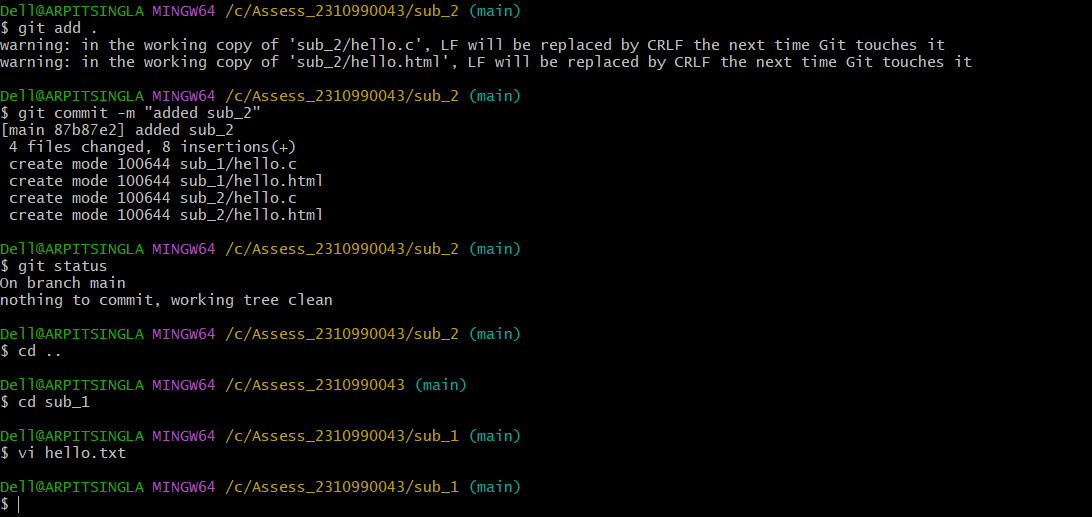 Dell@ARPITSINGLA MINGW64 /c/Assess_2310990043/sub_2 (main)
$ git add .
warning: in the working copy of 'sub_2/hello.c', LF will be replaced by CRLF the next time Git touches it
warning: in the working copy of 'sub_2/hello.html', LF will be replaced by CRLF the next time Git touches it
Dell@ARPITSINGLA MINGW64 /c/Assess_2310990043/sub_2 (main)
$ git commit -m "added sub_2"
[main 87b87e2] added sub_2
4 files changed, 8 insertions(+)
create mode 100644 sub_1/hello.c
create mode 100644 sub_1/hello.html
create mode 100644 sub_2/hello.c
create mode 100644 sub_2/hello.html
Dell@ARPITSINGLA MINGW64 /c/Assess_2310990043/sub_2 (main)
$ git status
On branch main
nothing to commit, working tree clean
Dell@ARPITSINGLA MINGW64 /c/Assess_2310990043/sub_2 (main)
$ cd ..
Dell@ARPITSINGLA MINGW64 /c/Assess_2310990043 (main)
$ cd sub_1
Dell@ARPITSINGLA MINGW64 /c/Assess_2310990043/sub_1 (main)
$ vi hello.txt
Dell@ARPITSINGLA MINGW64 /c/Assess_2310990043/sub_1 (main)
$